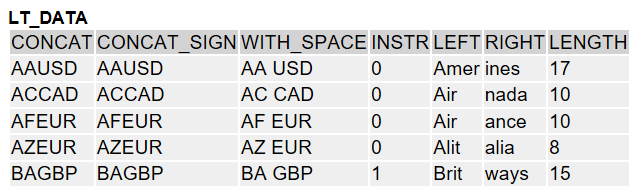 LT_DATA
CONCAT CONCAT_SIGN WITH_SPACE INSTR LEFT RIGHT LENGTH
AAUSD AAUSD AA USD 0 Amer ines 17
ACCAD ACCAD AC CAD 0 Air nada 10
AFEUR AFEUR AF EUR 0 Air ance 10
AZEUR AZEUR AZ EUR 0 Alit alia 8
BAGBP BAGBP BA GBP 1 Brit ways 15